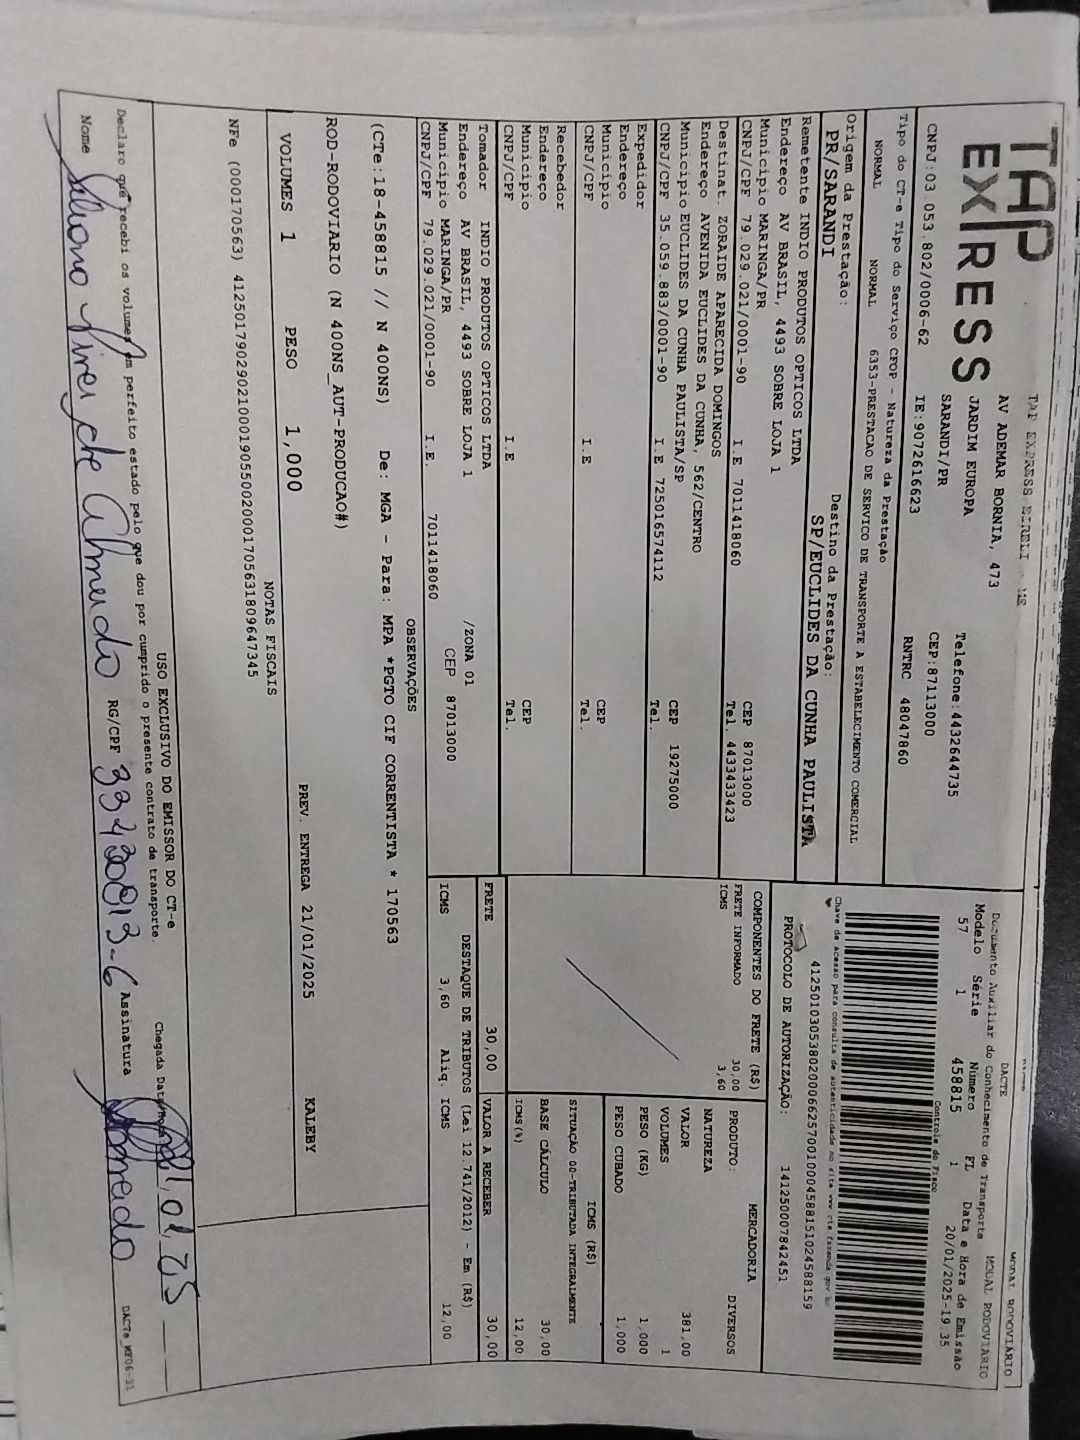 TAP
EX RESS
TAP EXPRESS EIRELI - ME
AV ADEMAR BORNIA, 473
JARDIM EUROPA
SARANDI/PR
Telefone:4432644735
CEP:87113000
CNPJ:03.053.802/0006-62
IE:9072616623
RNTRC 48047860
Tipo do CT-e Tipo do Serviço CFOP - Natureza da Prestação
NORMAL NORMAL 6353-PRESTACAO DE SERVICO DE TRANSPORTE A ESTABELECIMENTO COMERCIAL
Origem da Prestação: Destino da Prestação:
PR/SARANDI SP/EUCLIDES DA CUNHA PAULISTA
Remetente INDIO PRODUTOS OPTICOS LTDA
Endereço AV BRASIL, 4493 SOBRE LOJA 1
Município MARINGA/PR CEP 87013000
CNPJ/CPF 79.029.021/0001-90 I.E 7011418060 Tel. 4433433423
Destinat. ZORAIDE APARECIDA DOMINGOS
Endereço AVENIDA EUCLIDES DA CUNHA, 562/CENTRO
Município EUCLIDES DA CUNHA PAULISTA/SP CEP 19275000
CNPJ/CPF 35.059.883/0001-90 I.E 725016574112 Tel.
Expedidor
Endereço
Município CEP
CNPJ/CPF I.E Tel.
Recebedor
Endereço
Município CEP
CNPJ/CPF I.E Tel.
Tomador INDIO PRODUTOS OPTICOS LTDA
Endereço AV BRASIL, 4493 SOBRE LOJA 1 /ZONA 01
Município MARINGA/PR CEP 87013000
CNPJ/CPF 79.029.021/0001-90 I.E. 7011418060
MODAL RODOVIÁRIO
DACTE
Documento Auxiliar do Conhecimento de Transporte MODAL RODOVIÁRIO
Modelo Série Número FL Data e Hora de Emissão
57 1 458815 1 20/01/2025-19.35
Controle do Fisco
Chave de acesso para consulta de autenticidade no site www.cte.fazenda.gov.br
41250103053802000662570010004588151024588159
PROTOCOLO DE AUTORIZAÇÃO: 141250007842451
COMPONENTES DO FRETE (R$)
FRETE INFORMADO 30,00
ICMS 3,60
PRODUTO: MERCADORIA
NATUREZA DIVERSOS
VALOR 381,00
VOLUMES 1
PESO (KG) 1,000
PESO CUBADO 1,000
ICMS (R$)
SITUAÇÃO 00-TRIBUTADA INTEGRALMENTE
BASE CÁLCULO 30,00
ICMS(%) 12,00
FRETE 30,00 VALOR A RECEBER 30,00
DESTAQUE DE TRIBUTOS (Lei 12.741/2012) - Em (R$)
ICMS 3,60 Aliq. ICMS 12,00
OBSERVAÇÕES
(CTe:18-458815 // N 400NS) De: MGA - Para: MPA *PGTO CIF CORRENTISTA * 170563
ROD-RODOVIARIO (N 400NS_AUT-PRODUCAO#)
VOLUMES 1 PESO 1,000 PREV. ENTREGA 21/01/2025 KALEBY
NOTAS FISCAIS
NFe (000170563) 41250179029021000190550020001705631809647345
USO EXCLUSIVO DO EMISSOR DO CT-e
Declaro que recebi os volumes em perfeito estado pelo que dou por cumprido o presente contrato de transporte.
Chegada Data/Hora 01 25
Nome de Almeida RG/CPF Assinatura
DACTe_MP06-31